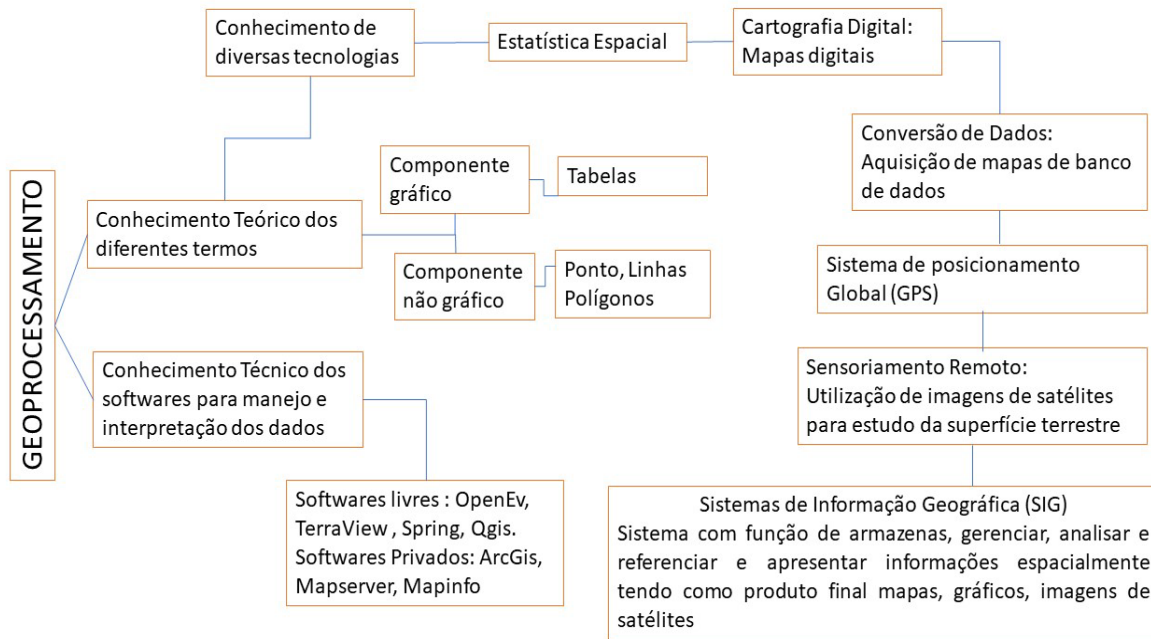 GEOPROCESSAMENTO
Conhecimento de
diversas tecnologias
Estatística Espacial
Cartografia Digital:
Mapas digitais
Conversão de Dados:
Aquisição de mapas de banco
de dados
Sistema de posicionamento
Global (GPS)
Sensoriamento Remoto:
Utilização de imagens de satélites
para estudo da superfície terrestre
Sistemas de Informação Geográfica (SIG)
Sistema com função de armazenas, gerenciar, analisar e
referenciar e apresentar informações espacialmente
tendo como produto final mapas, gráficos, imagens de
satélites
Conhecimento Teórico dos
diferentes termos
Componente
gráfico
Tabelas
Componente
não gráfico
Ponto, Linhas
Polígonos
Conhecimento Técnico dos
softwares para manejo e
interpretação dos dados
Softwares livres : OpenEv,
TerraView , Spring, Qgis.
Softwares Privados: ArcGis,
Mapserver, Mapinfo